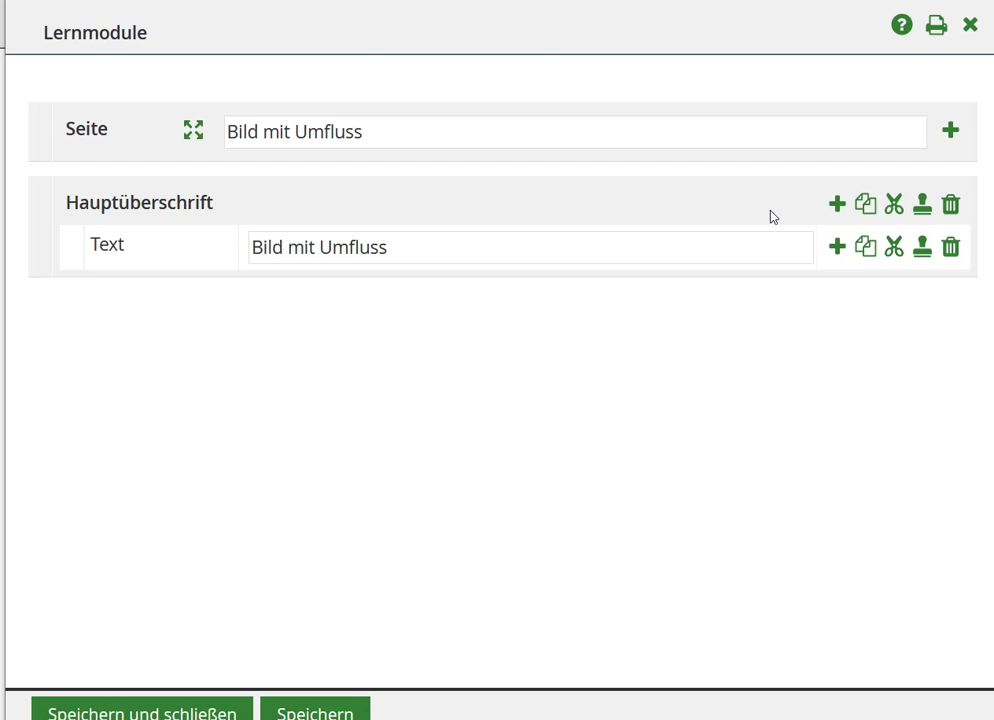 Lernmodule
Seite
Bild mit Umfluss
Hauptüberschrift
Text
Bild mit Umfluss
Speichern und schließen
Speichern